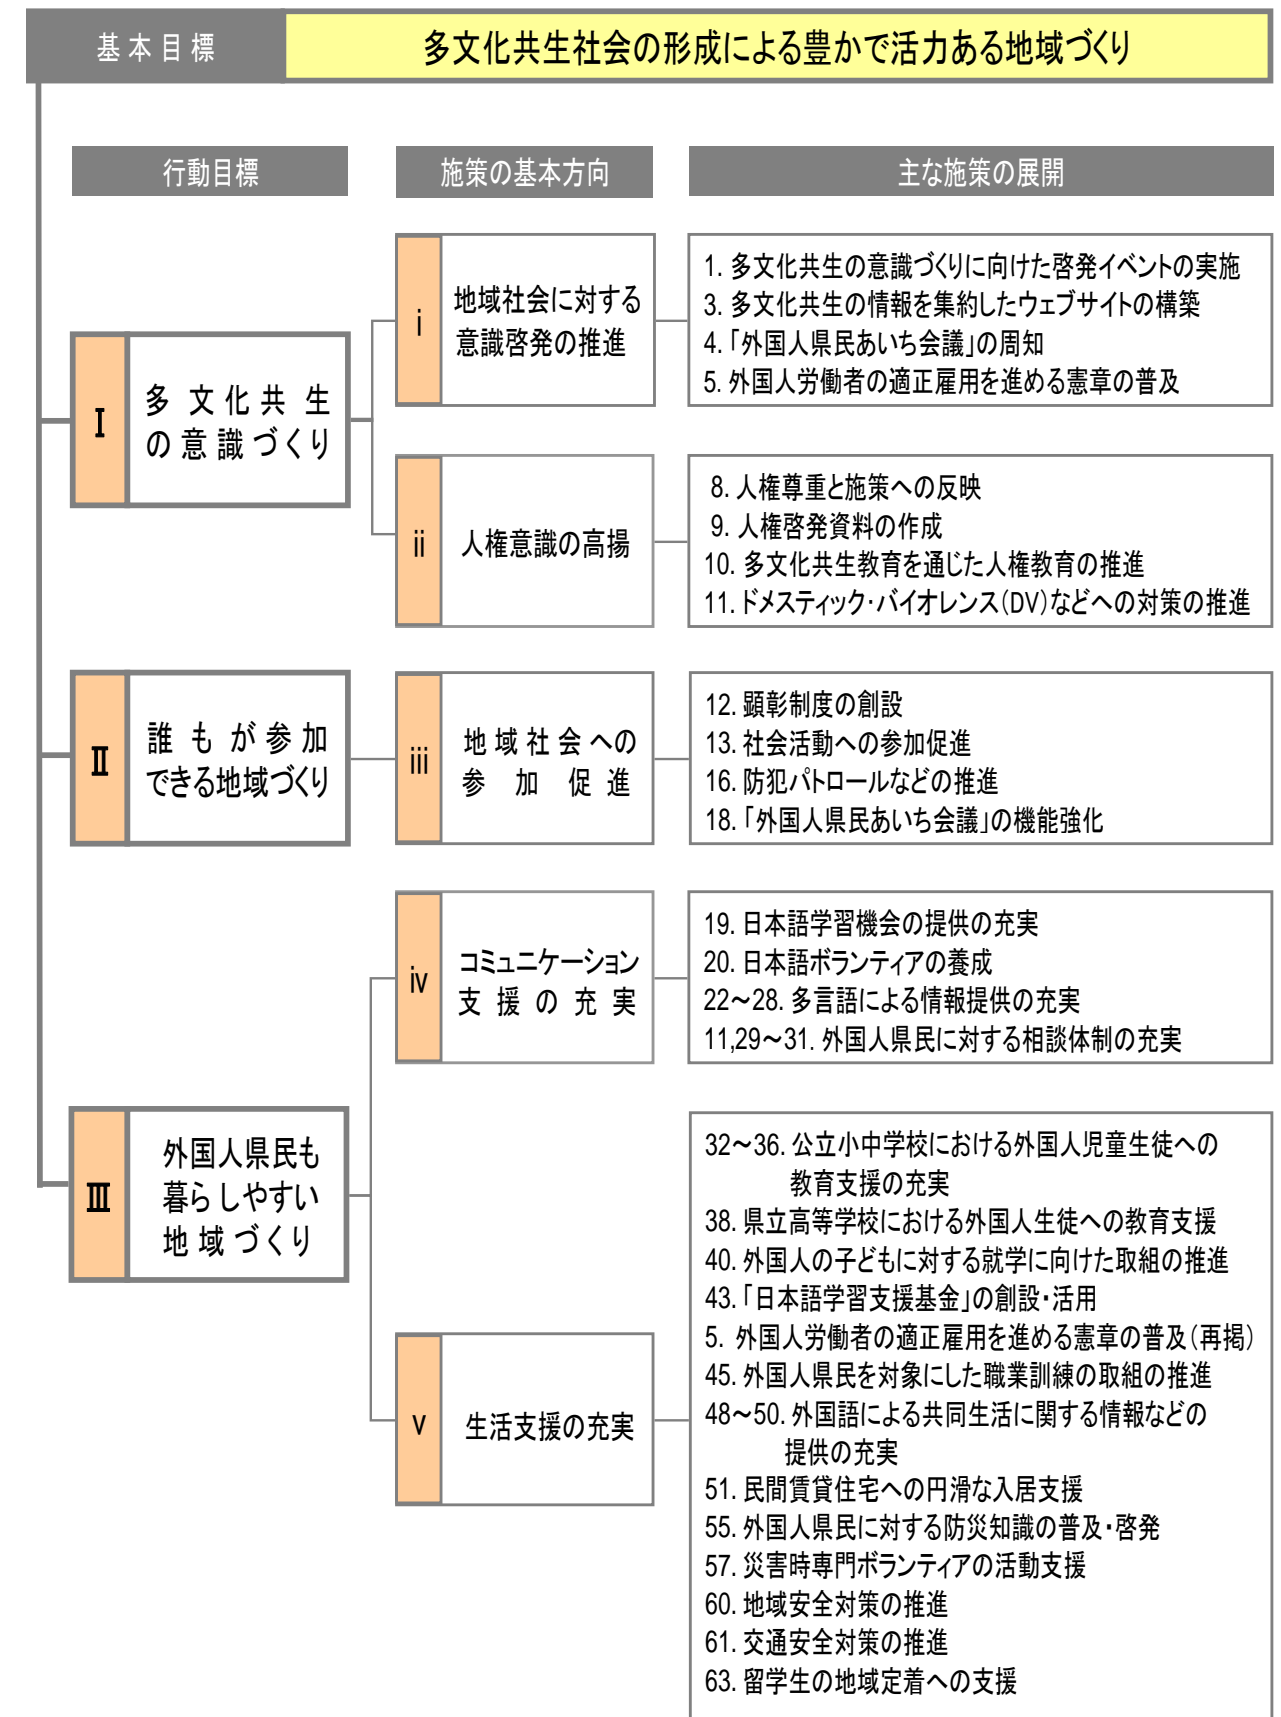 基本目標
多文化共生社会の形成による豊かで活力ある地域づくり
行動目標
施策の基本方向
主な施策の展開
Ⅰ
多文化共生
の意識づくり
ⅰ
地域社会に対する
意識啓発の推進
1. 多文化共生の意識づくりに向けた啓発イベントの実施
3. 多文化共生の情報を集約したウェブサイトの構築
4.「外国人県民あいち会議」の周知
5. 外国人労働者の適正雇用を進める憲章の普及
ⅱ
人権意識の高揚
8. 人権尊重と施策への反映
9. 人権啓発資料の作成
10. 多文化共生教育を通じた人権教育の推進
11. ドメスティック・バイオレンス(DV)などへの対策の推進
Ⅱ
誰もが参加
できる地域づくり
ⅲ
地域社会への
参加促進
12. 顕彰制度の創設
13. 社会活動への参加促進
16. 防犯パトロールなどの推進
18.「外国人県民あいち会議」の機能強化
Ⅲ
外国人県民も
暮らしやすい
地域づくり
ⅳ
コミュニケーション
支援の充実
19. 日本語学習機会の提供の充実
20. 日本語ボランティアの養成
22～28. 多言語による情報提供の充実
11,29～31. 外国人県民に対する相談体制の充実
ⅴ
生活支援の充実
32～36. 公立小中学校における外国人児童生徒への
教育支援の充実
38. 県立高等学校における外国人生徒への教育支援
40. 外国人の子どもに対する就学に向けた取組の推進
43.「日本語学習支援基金」の創設・活用
5. 外国人労働者の適正雇用を進める憲章の普及(再掲)
45. 外国人県民を対象にした職業訓練の取組の推進
48～50. 外国語による共同生活に関する情報などの
提供の充実
51. 民間賃貸住宅への円滑な入居支援
55. 外国人県民に対する防災知識の普及・啓発
57. 災害時専門ボランティアの活動支援
60. 地域安全対策の推進
61. 交通安全対策の推進
63. 留学生の地域定着への支援